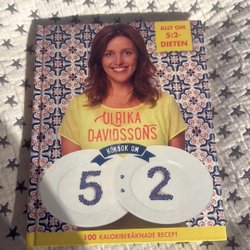 ALLT OM
5:2-
DIETEN
ULRIKA
DAVIDSSONS
KOKBOK OM
5:2
100 KALORIBERÄKNADE RECEPT